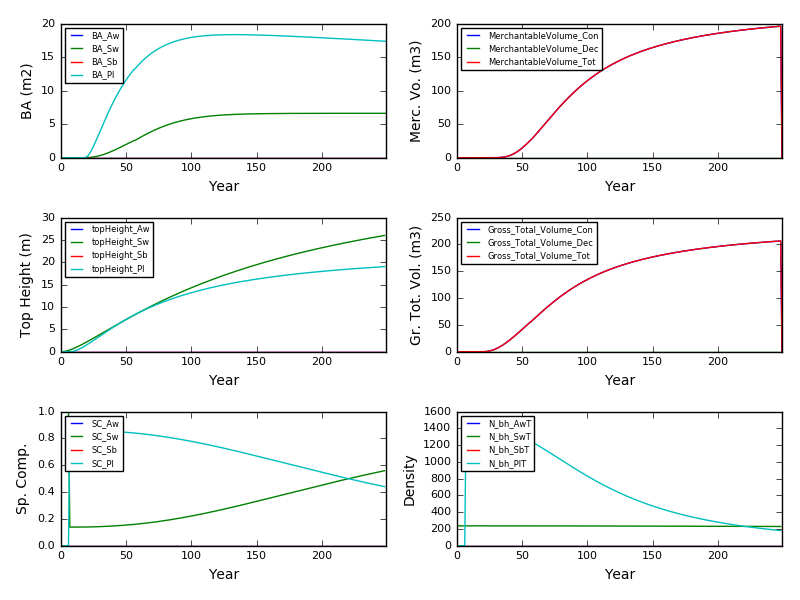 BA (m2)
20
15
10
5
0
BA_Aw
BA_Sw
BA_Sb
BA_Pl
0 50 100 150 200
Year
Merc. Vo. (m3)
200
150
100
50
0
MerchantableVolume_Con
MerchantableVolume_Dec
MerchantableVolume_Tot
0 50 100 150 200
Year
Top Height (m)
30
25
20
15
10
5
0
topHeight_Aw
topHeight_Sw
topHeight_Sb
topHeight_Pl
0 50 100 150 200
Year
Gr. Tot. Vol. (m3)
250
200
150
100
50
0
Gross_Total_Volume_Con
Gross_Total_Volume_Dec
Gross_Total_Volume_Tot
0 50 100 150 200
Year
Sp. Comp.
1.0
0.8
0.6
0.4
0.2
0.0
SC_Aw
SC_Sw
SC_Sb
SC_Pl
0 50 100 150 200
Year
Density
1600
1400
1200
1000
800
600
400
200
0
N_bh_AwT
N_bh_SwT
N_bh_SbT
N_bh_PlT
0 50 100 150 200
Year